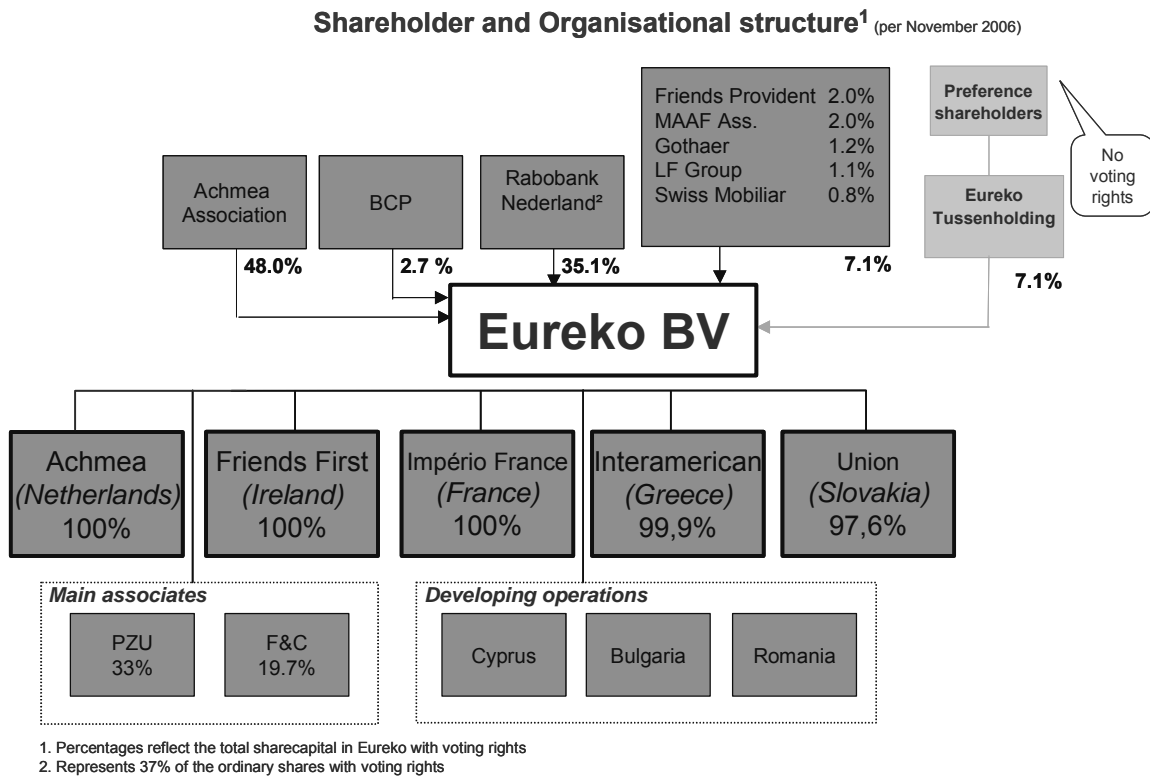 Shareholder and Organisational structure¹ (per November 2006)
Friends Provident 2.0%
MAAF Ass. 2.0%
Gothaer 1.2%
LF Group 1.1%
Swiss Mobiliar 0.8%
Preference
shareholders
No
voting
rights
Achmea
Association
BCP
Rabobank
Nederland²
Eureko
Tussenholding
48.0%
2.7 %
35.1%
7.1%
7.1%
Eureko BV
Achmea
(Netherlands)
100%
Friends First
(Ireland)
100%
Império France
(France)
100%
Interamerican
(Greece)
99,9%
Union
(Slovakia)
97,6%
Main associates
PZU
33%
F&C
19.7%
Developing operations
Cyprus
Bulgaria
Romania
1. Percentages reflect the total sharecapital in Eureko with voting rights
2. Represents 37% of the ordinary shares with voting rights